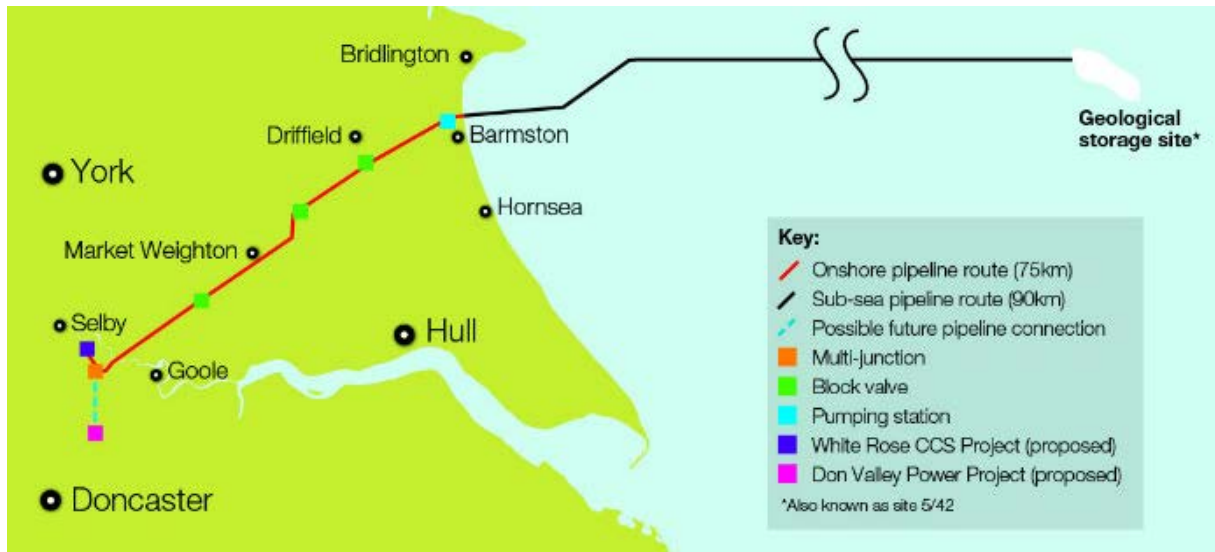 Bridlington
Driffield
Barmston
Geological
storage site*
York
Hornsea
Market Weighton
Selby
Hull
Goole
Doncaster
Key:
Onshore pipeline route (75km)
Sub-sea pipeline route (90km)
Possible future pipeline connection
Multi-junction
Block valve
Pumping station
White Rose CCS Project (proposed)
Don Valley Power Project (proposed)
*Also known as site 5/42